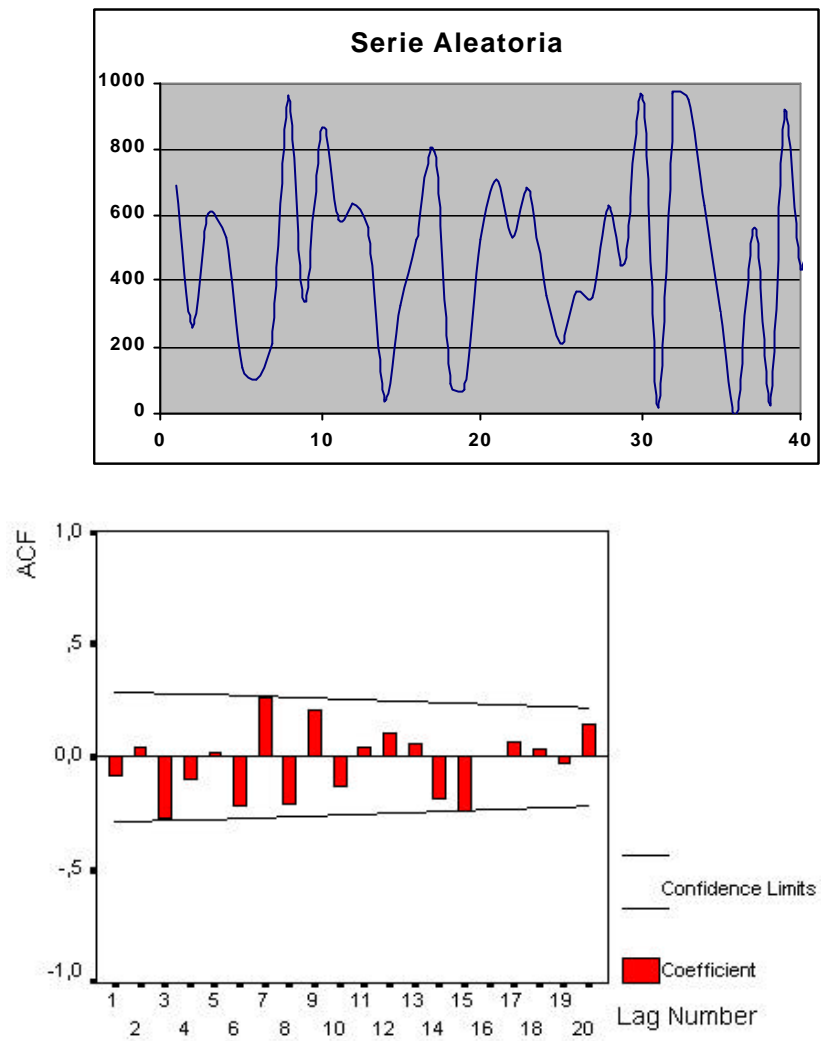 Serie Aleatoria
1000
800
600
400
200
0
0 10 20 30 40
ACF
1,0
,5
0,0
-,5
-1,0
1 3 5 7 9 11 13 15 17 19
2 4 6 8 10 12 14 16 18 20
Lag Number
Confidence Limits
Coefficient